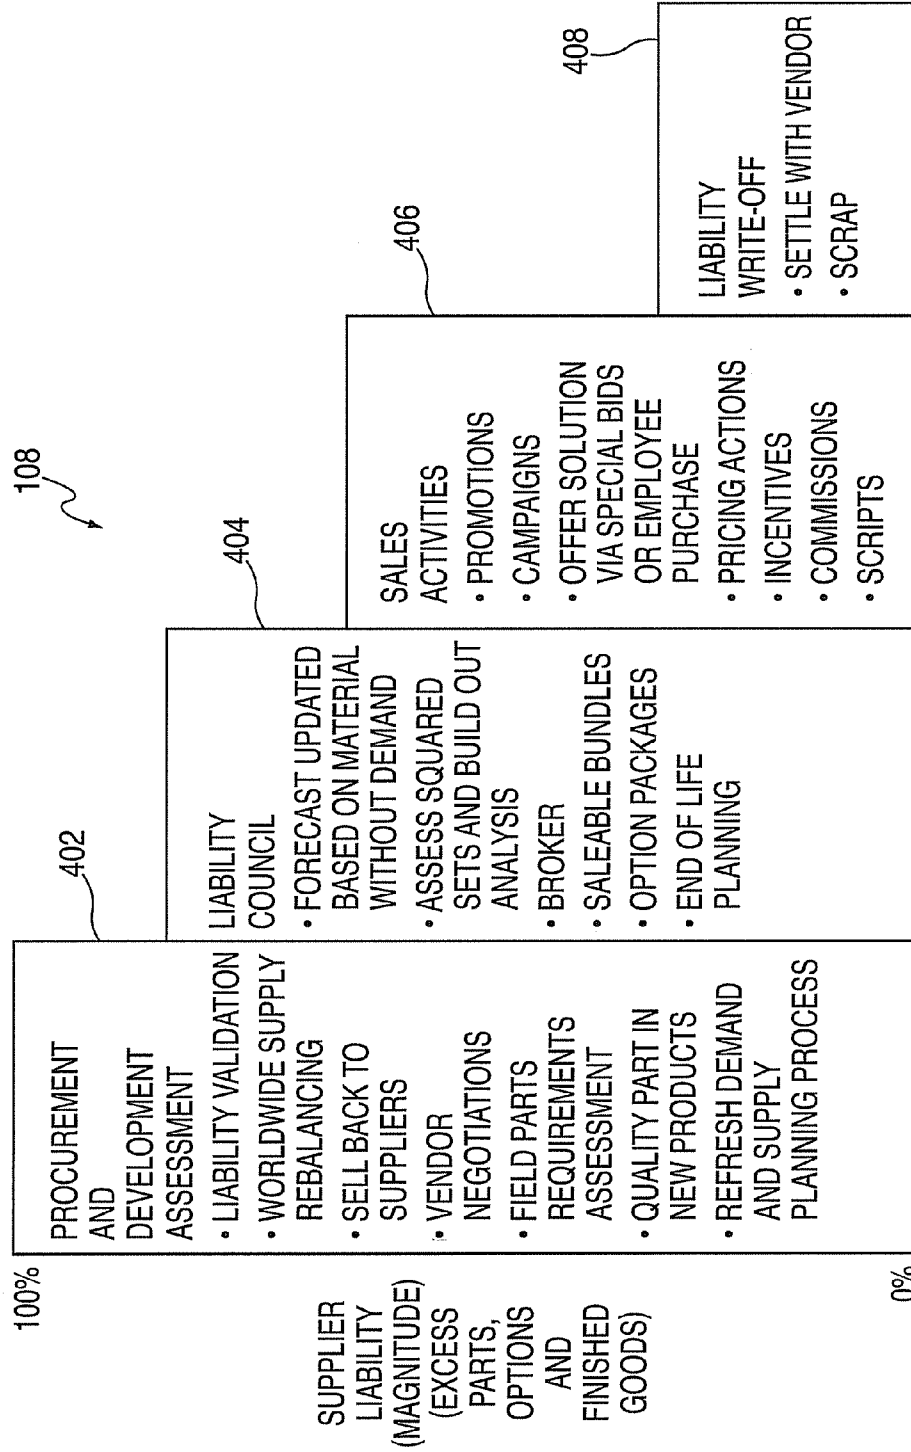 108
100%
SUPPLIER
LIABILITY
(MAGNITUDE)
(EXCESS
PARTS,
OPTIONS
AND
FINISHED
GOODS)
0%
402
PROCUREMENT
AND
DEVELOPMENT
ASSESSMENT
• LIABILITY VALIDATION
• WORLDWIDE SUPPLY
REBALANCING
• SELL BACK TO
SUPPLIERS
• VENDOR
NEGOTIATIONS
• FIELD PARTS
REQUIREMENTS
ASSESSMENT
• QUALITY PART IN
NEW PRODUCTS
• REFRESH DEMAND
AND SUPPLY
PLANNING PROCESS
404
LIABILITY
COUNCIL
• FORECAST UPDATED
BASED ON MATERIAL
WITHOUT DEMAND
• ASSESS SQUARED
SETS AND BUILD OUT
ANALYSIS
• BROKER
• SALEABLE BUNDLES
• OPTION PACKAGES
• END OF LIFE
PLANNING
406
SALES
ACTIVITIES
• PROMOTIONS
• CAMPAIGNS
• OFFER SOLUTION
VIA SPECIAL BIDS
OR EMPLOYEE
PURCHASE
• PRICING ACTIONS
• INCENTIVES
• COMMISSIONS
• SCRIPTS
408
LIABILITY
WRITE-OFF
• SETTLE WITH VENDOR
• SCRAP